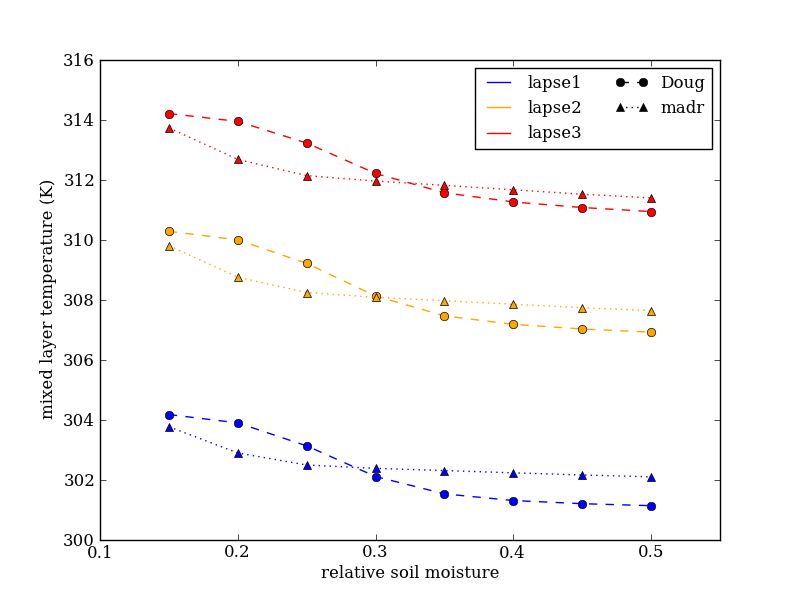 316
314
312
310
308
306
304
302
300
mixed layer temperature (K)
lapse1
lapse2
lapse3
Doug
madr
0.1 0.2 0.3 0.4 0.5
relative soil moisture